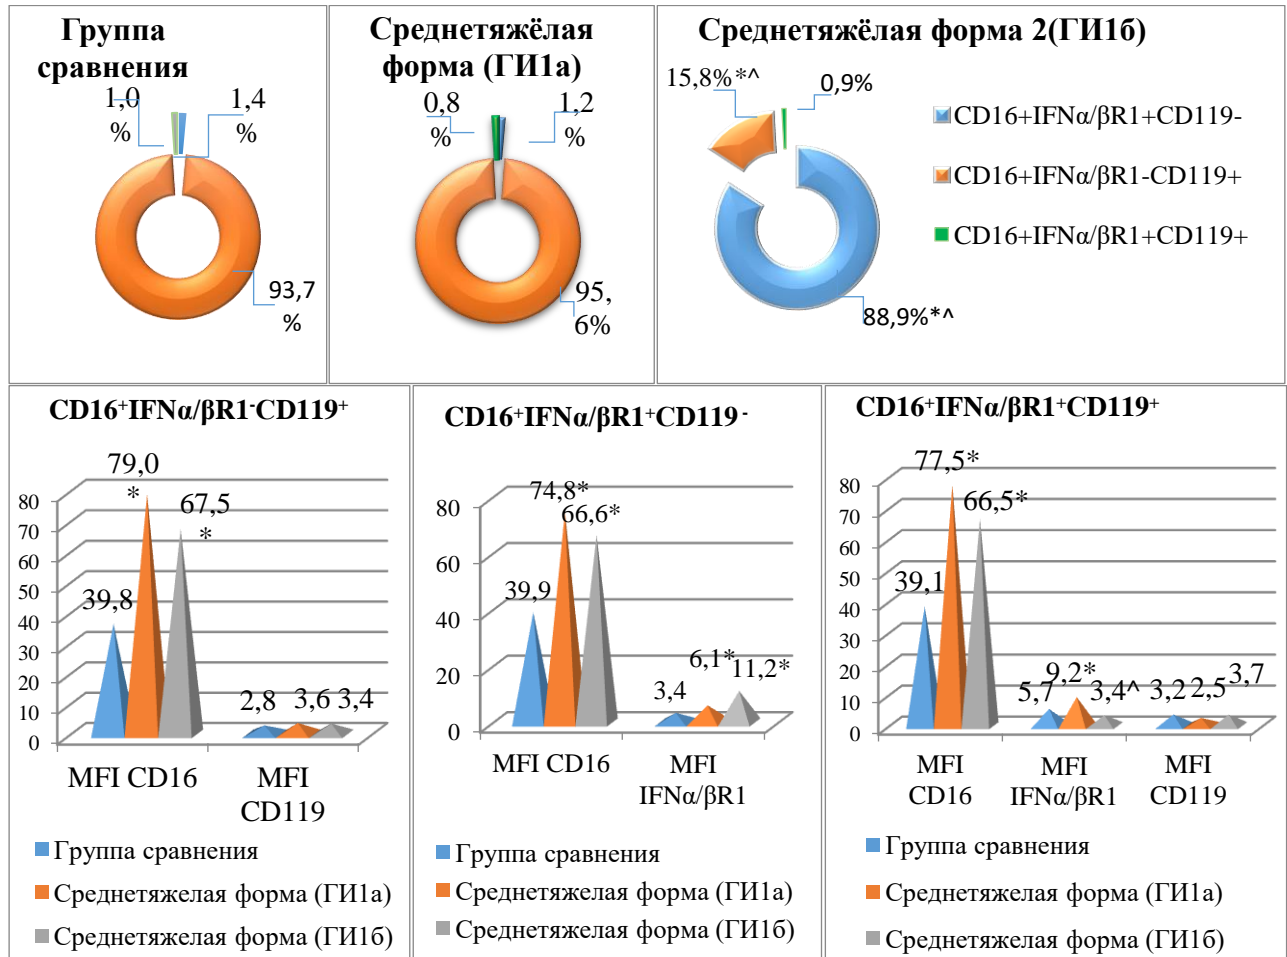 Группа
сравнения
1,0
%
1,4
%
93,7
%
Среднетяжёлая
форма (ГИ1а)
0,8
%
1,2
%
95,
6%
Среднетяжёлая форма 2(ГИ1б)
15,8%*^
0,9%
88,9%*^
CD16+IFNα/βR1+CD119-
CD16+IFNα/βR1-CD119+
CD16+IFNα/βR1+CD119+
CD16⁺IFNα/βR1⁻CD119⁺
80
70
60
50
40
30
20
10
0
39,8
79,0
*
67,5
*
2,8
3,6
3,4
MFI CD16
MFI
CD119
Группа сравнения
Среднетяжелая форма (ГИ1а)
Среднетяжелая форма (ГИ1б)
CD16⁺IFNα/βR1⁺CD119⁻
80
60
40
20
0
39,9
74,8*
66,6*
3,4
6,1*
11,2*
MFI CD16
MFI
IFNα/βR1
Группа сравнения
Среднетяжелая форма (ГИ1а)
Среднетяжелая форма (ГИ1б)
CD16⁺IFNα/βR1⁺CD119⁺
80
70
60
50
40
30
20
10
0
39,1
77,5*
66,5*
5,7
9,2*
3,4^
3,2
2,5
3,7
MFI
CD16
MFI
IFNα/βR1
MFI
CD119
Группа сравнения
Среднетяжелая форма (ГИ1а)
Среднетяжелая форма (ГИ1б)